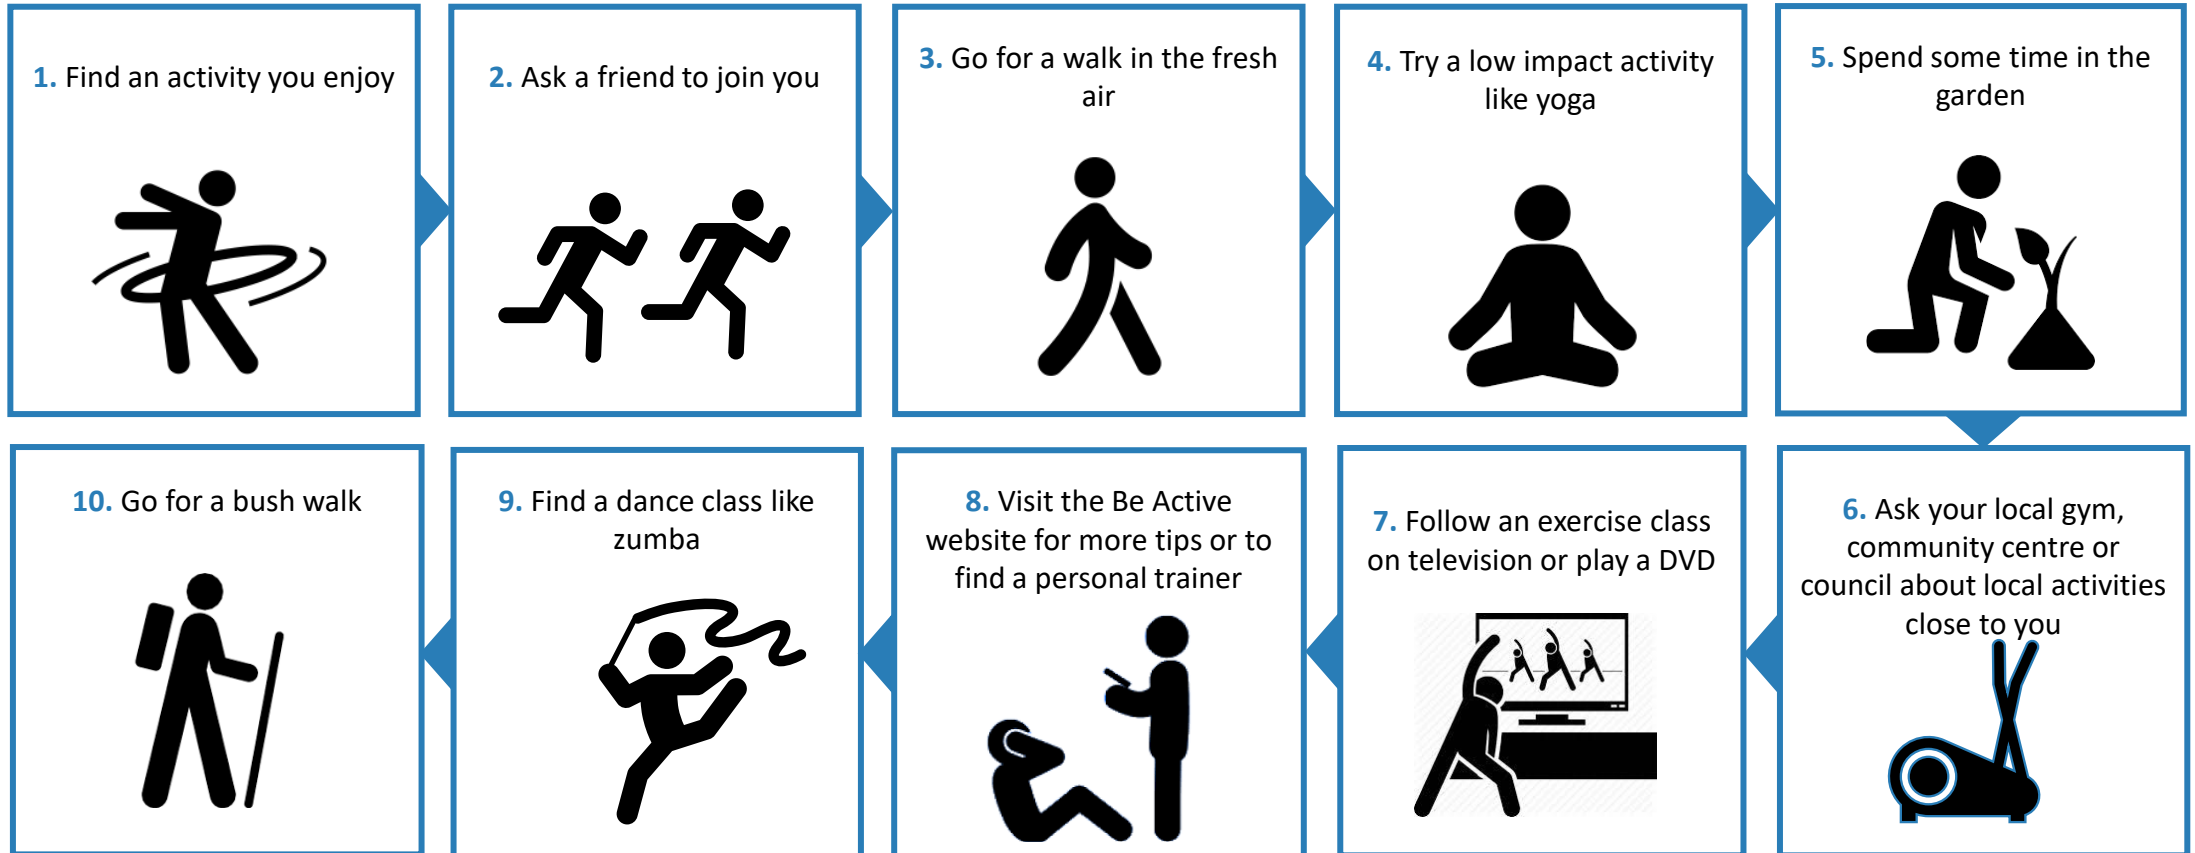 1. Find an activity you enjoy
2. Ask a friend to join you
3. Go for a walk in the fresh
air
4. Try a low impact activity
like yoga
5. Spend some time in the
garden
6. Ask your local gym,
community centre or
council about local activities
close to you
7. Follow an exercise class
on television or play a DVD
8. Visit the Be Active
website for more tips or to
find a personal trainer
9. Find a dance class like
zumba
10. Go for a bush walk